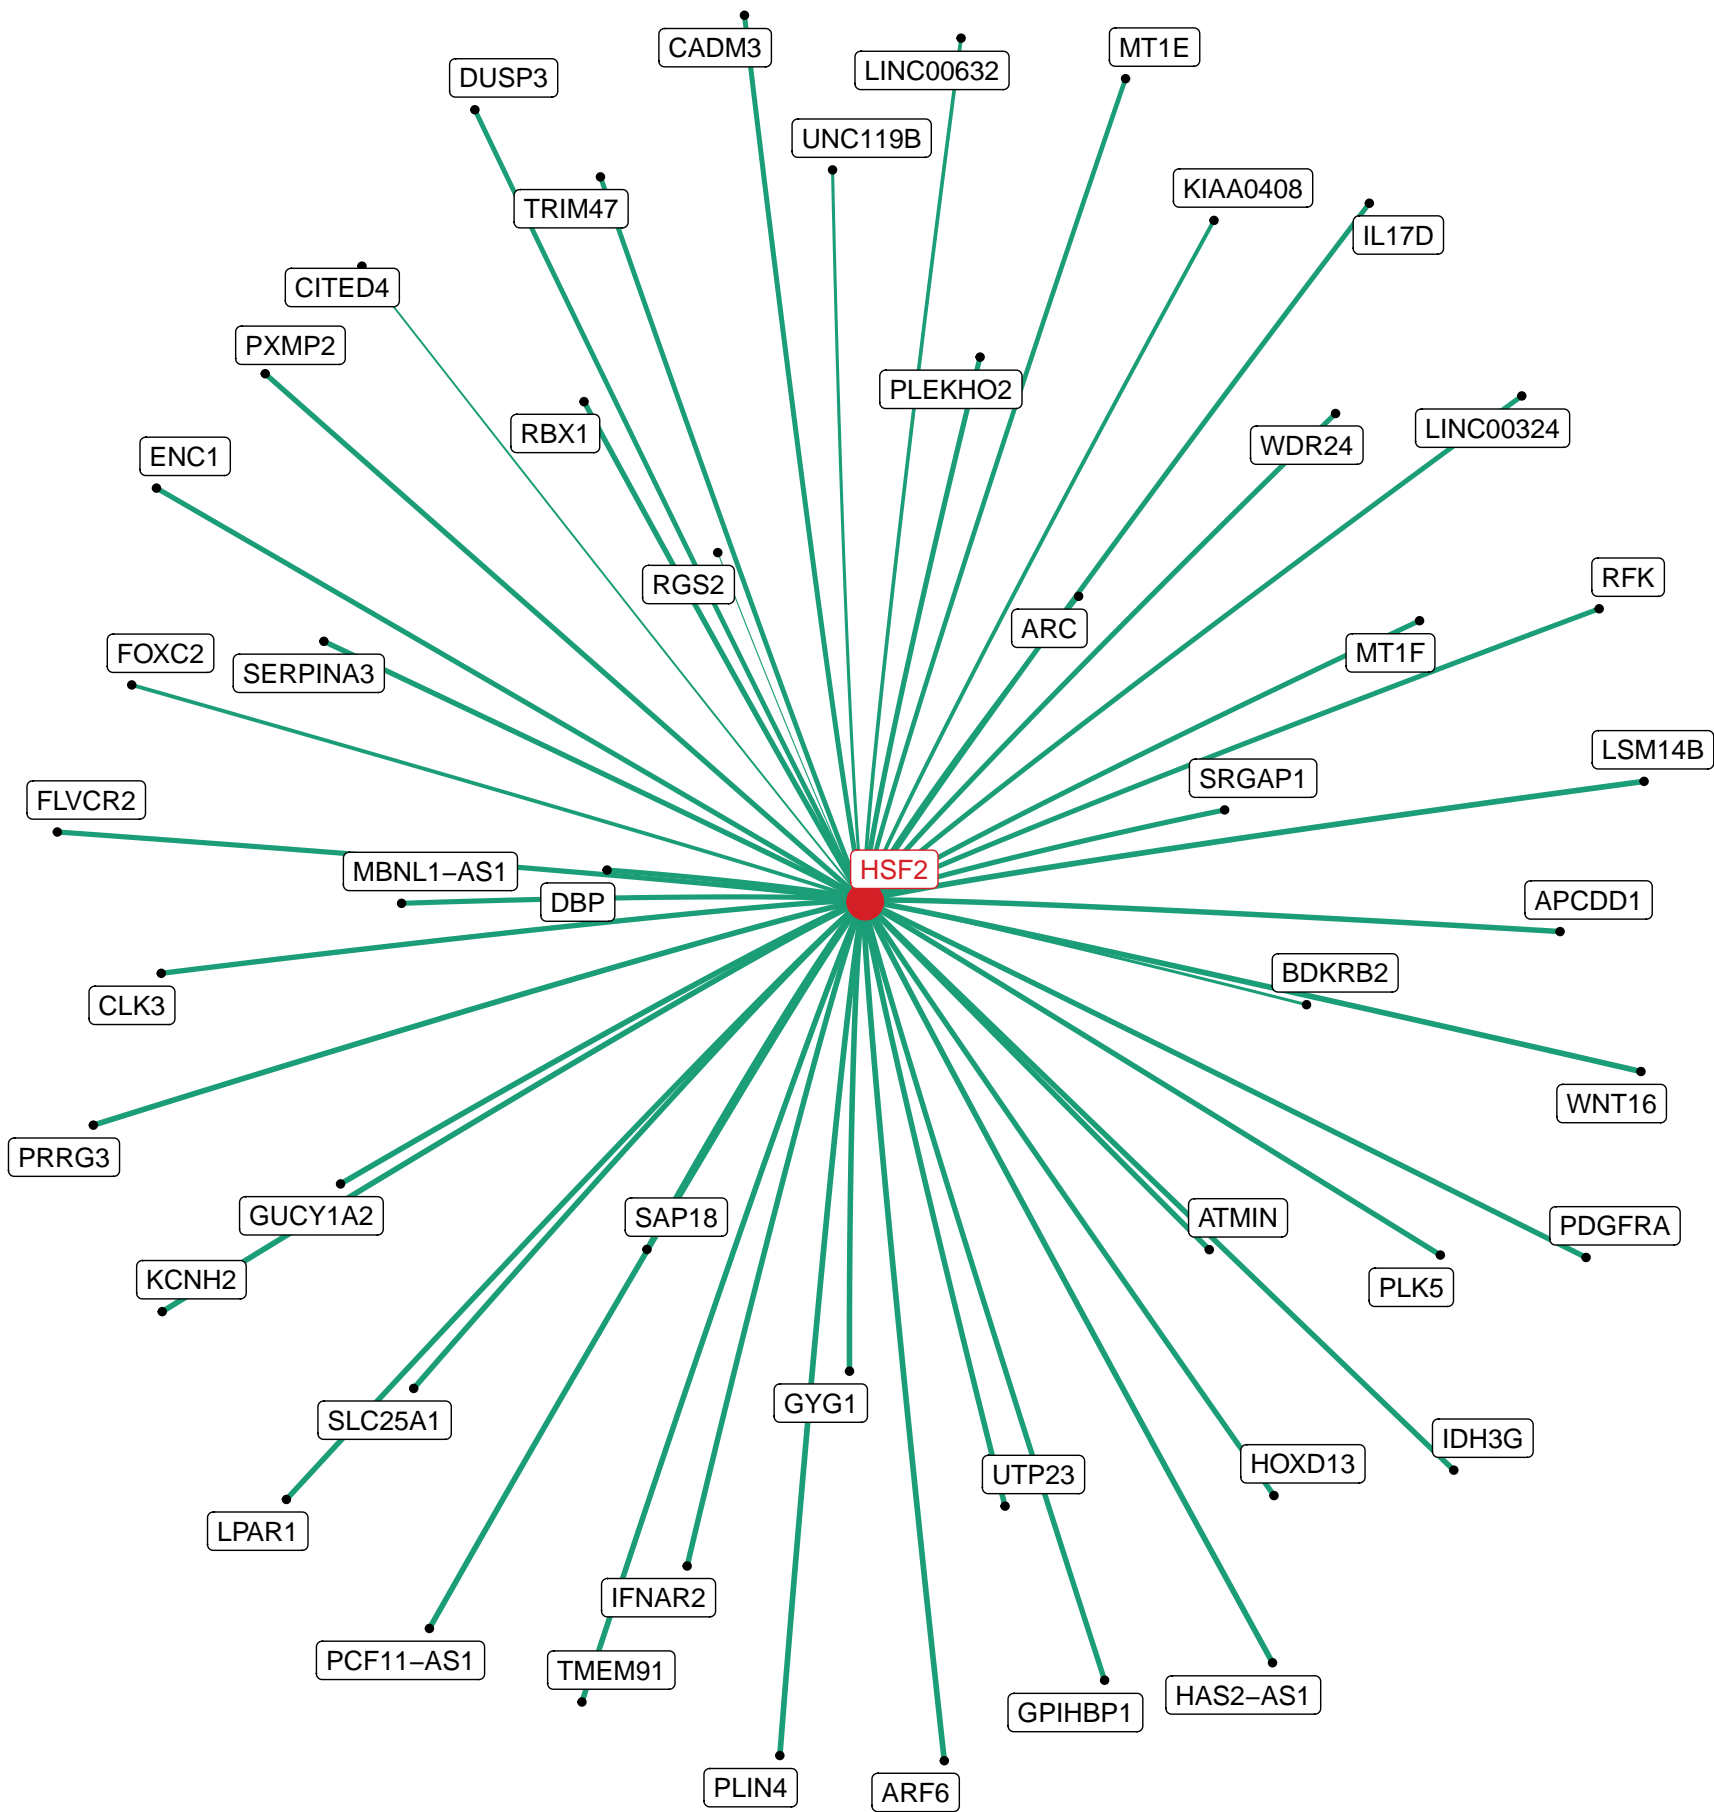 CADM3
MT1E
LINC00632
DUSP3
UNC119B
KIAA0408
TRIM47
IL17D
CITED4
PXMP2
PLEKHO2
LINC00324
RBX1
WDR24
ENC1
RFK
RGS2
ARC
MT1F
FOXC2
SERPINA3
LSM14B
SRGAP1
FLVCR2
HSF2
MBNL1−AS1
APCDD1
DBP
BDKRB2
CLK3
WNT16
PRRG3
GUCY1A2
SAP18
ATMIN
PDGFRA
KCNH2
PLK5
GYG1
SLC25A1
IDH3G
HOXD13
UTP23
LPAR1
IFNAR2
PCF11−AS1
TMEM91
HAS2−AS1
GPIHBP1
PLIN4
ARF6